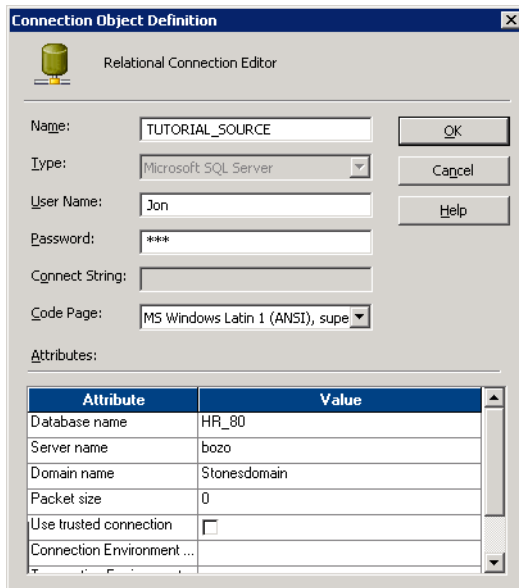 Connection Object Definition
Relational Connection Editor
Name: TUTORIAL_SOURCE OK
Type: Microsoft SQL Server Cancel
User Name: Jon Help
Password: ***
Connect String:
Code Page: MS Windows Latin 1 (ANSI), supe
Attributes:
Attribute Value
Database name HR_80
Server name bozo
Domain name Stonesdomain
Packet size 0
Use trusted connection
Connection Environment ...